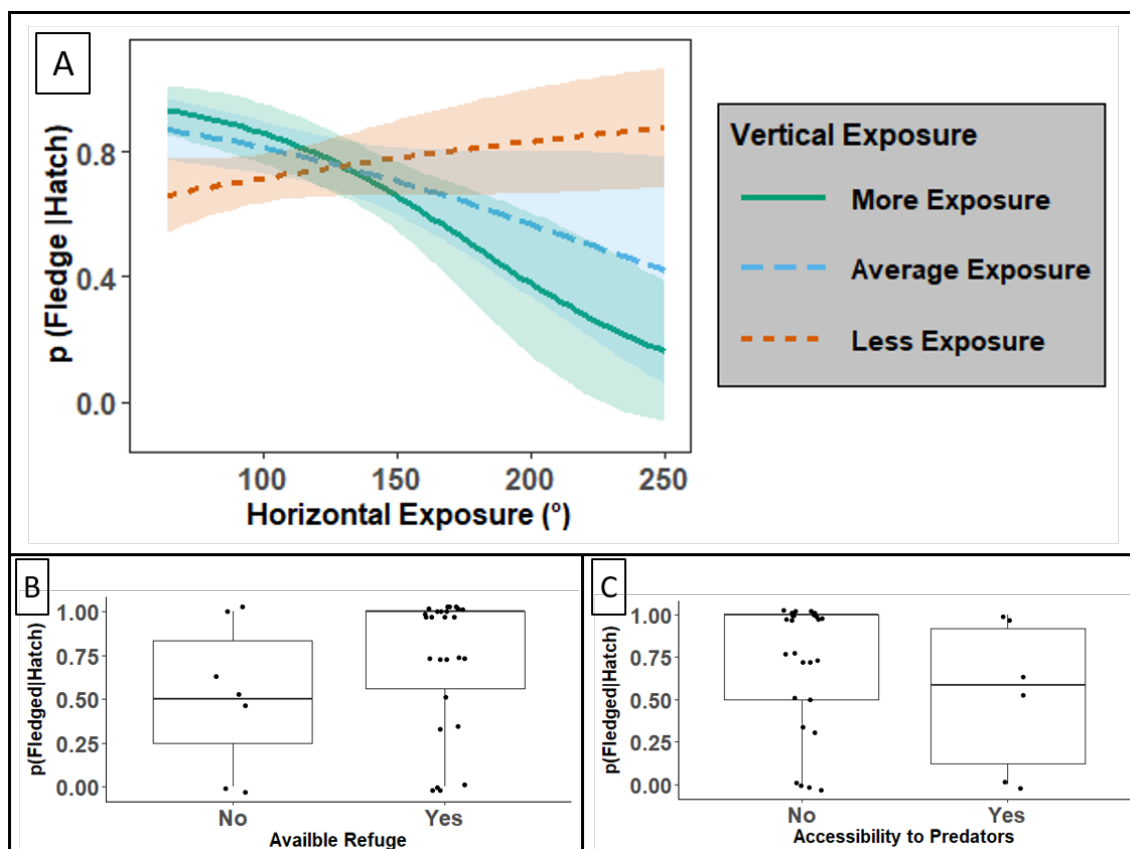 A
p (Fledge |Hatch)
0.8
0.4
0.0
100 150 200 250
Horizontal Exposure (°)
Vertical Exposure
More Exposure
Average Exposure
Less Exposure
B
p(Fledged|Hatch)
1.00
0.75
0.50
0.25
0.00
No Yes
Availble Refuge
C
p(Fledged|Hatch)
1.00
0.75
0.50
0.25
0.00
No Yes
Accessibility to Predators